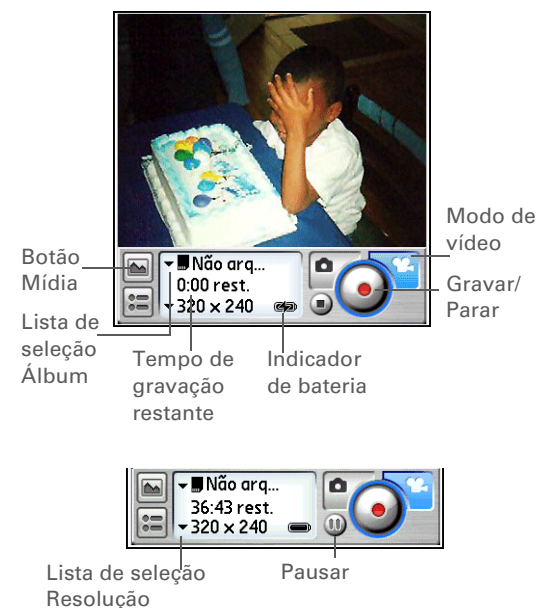 Modo de
vídeo
Botão
Mídia
Não arq...
0:00 rest.
320 x 240
Gravar/
Parar
Lista de
seleção
Álbum
Tempo de
gravação
restante
Indicador
de bateria
Não arq...
36:43 rest.
320 x 240
Lista de seleção
Resolução
Pausar